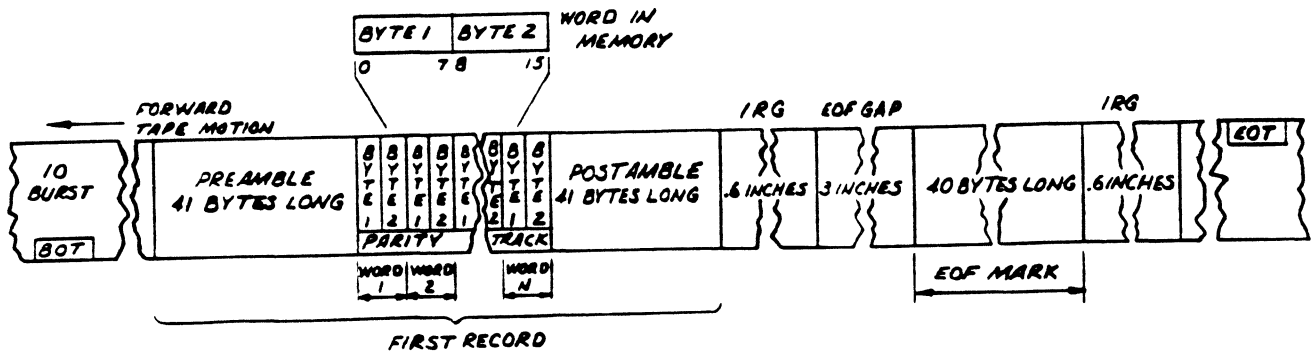 BYTE 1 BYTE 2
WORD IN
MEMORY
0 7 8 15
FORWARD
TAPE MOTION
IRG
EOF GAP
IRG
10
BURST
BOT
PREAMBLE
41 BYTES LONG
BYTE 1
BYTE 2
BYTE 1
BYTE 2
BYTE 1
BYTE 2
BYTE 1
BYTE 2
PARITY TRACK
POSTAMBLE
41 BYTES LONG
.6 INCHES
.3 INCHES
40 BYTES LONG
.6 INCHES
EOT
WORD
1
WORD
2
WORD
N
EOF MARK
FIRST RECORD